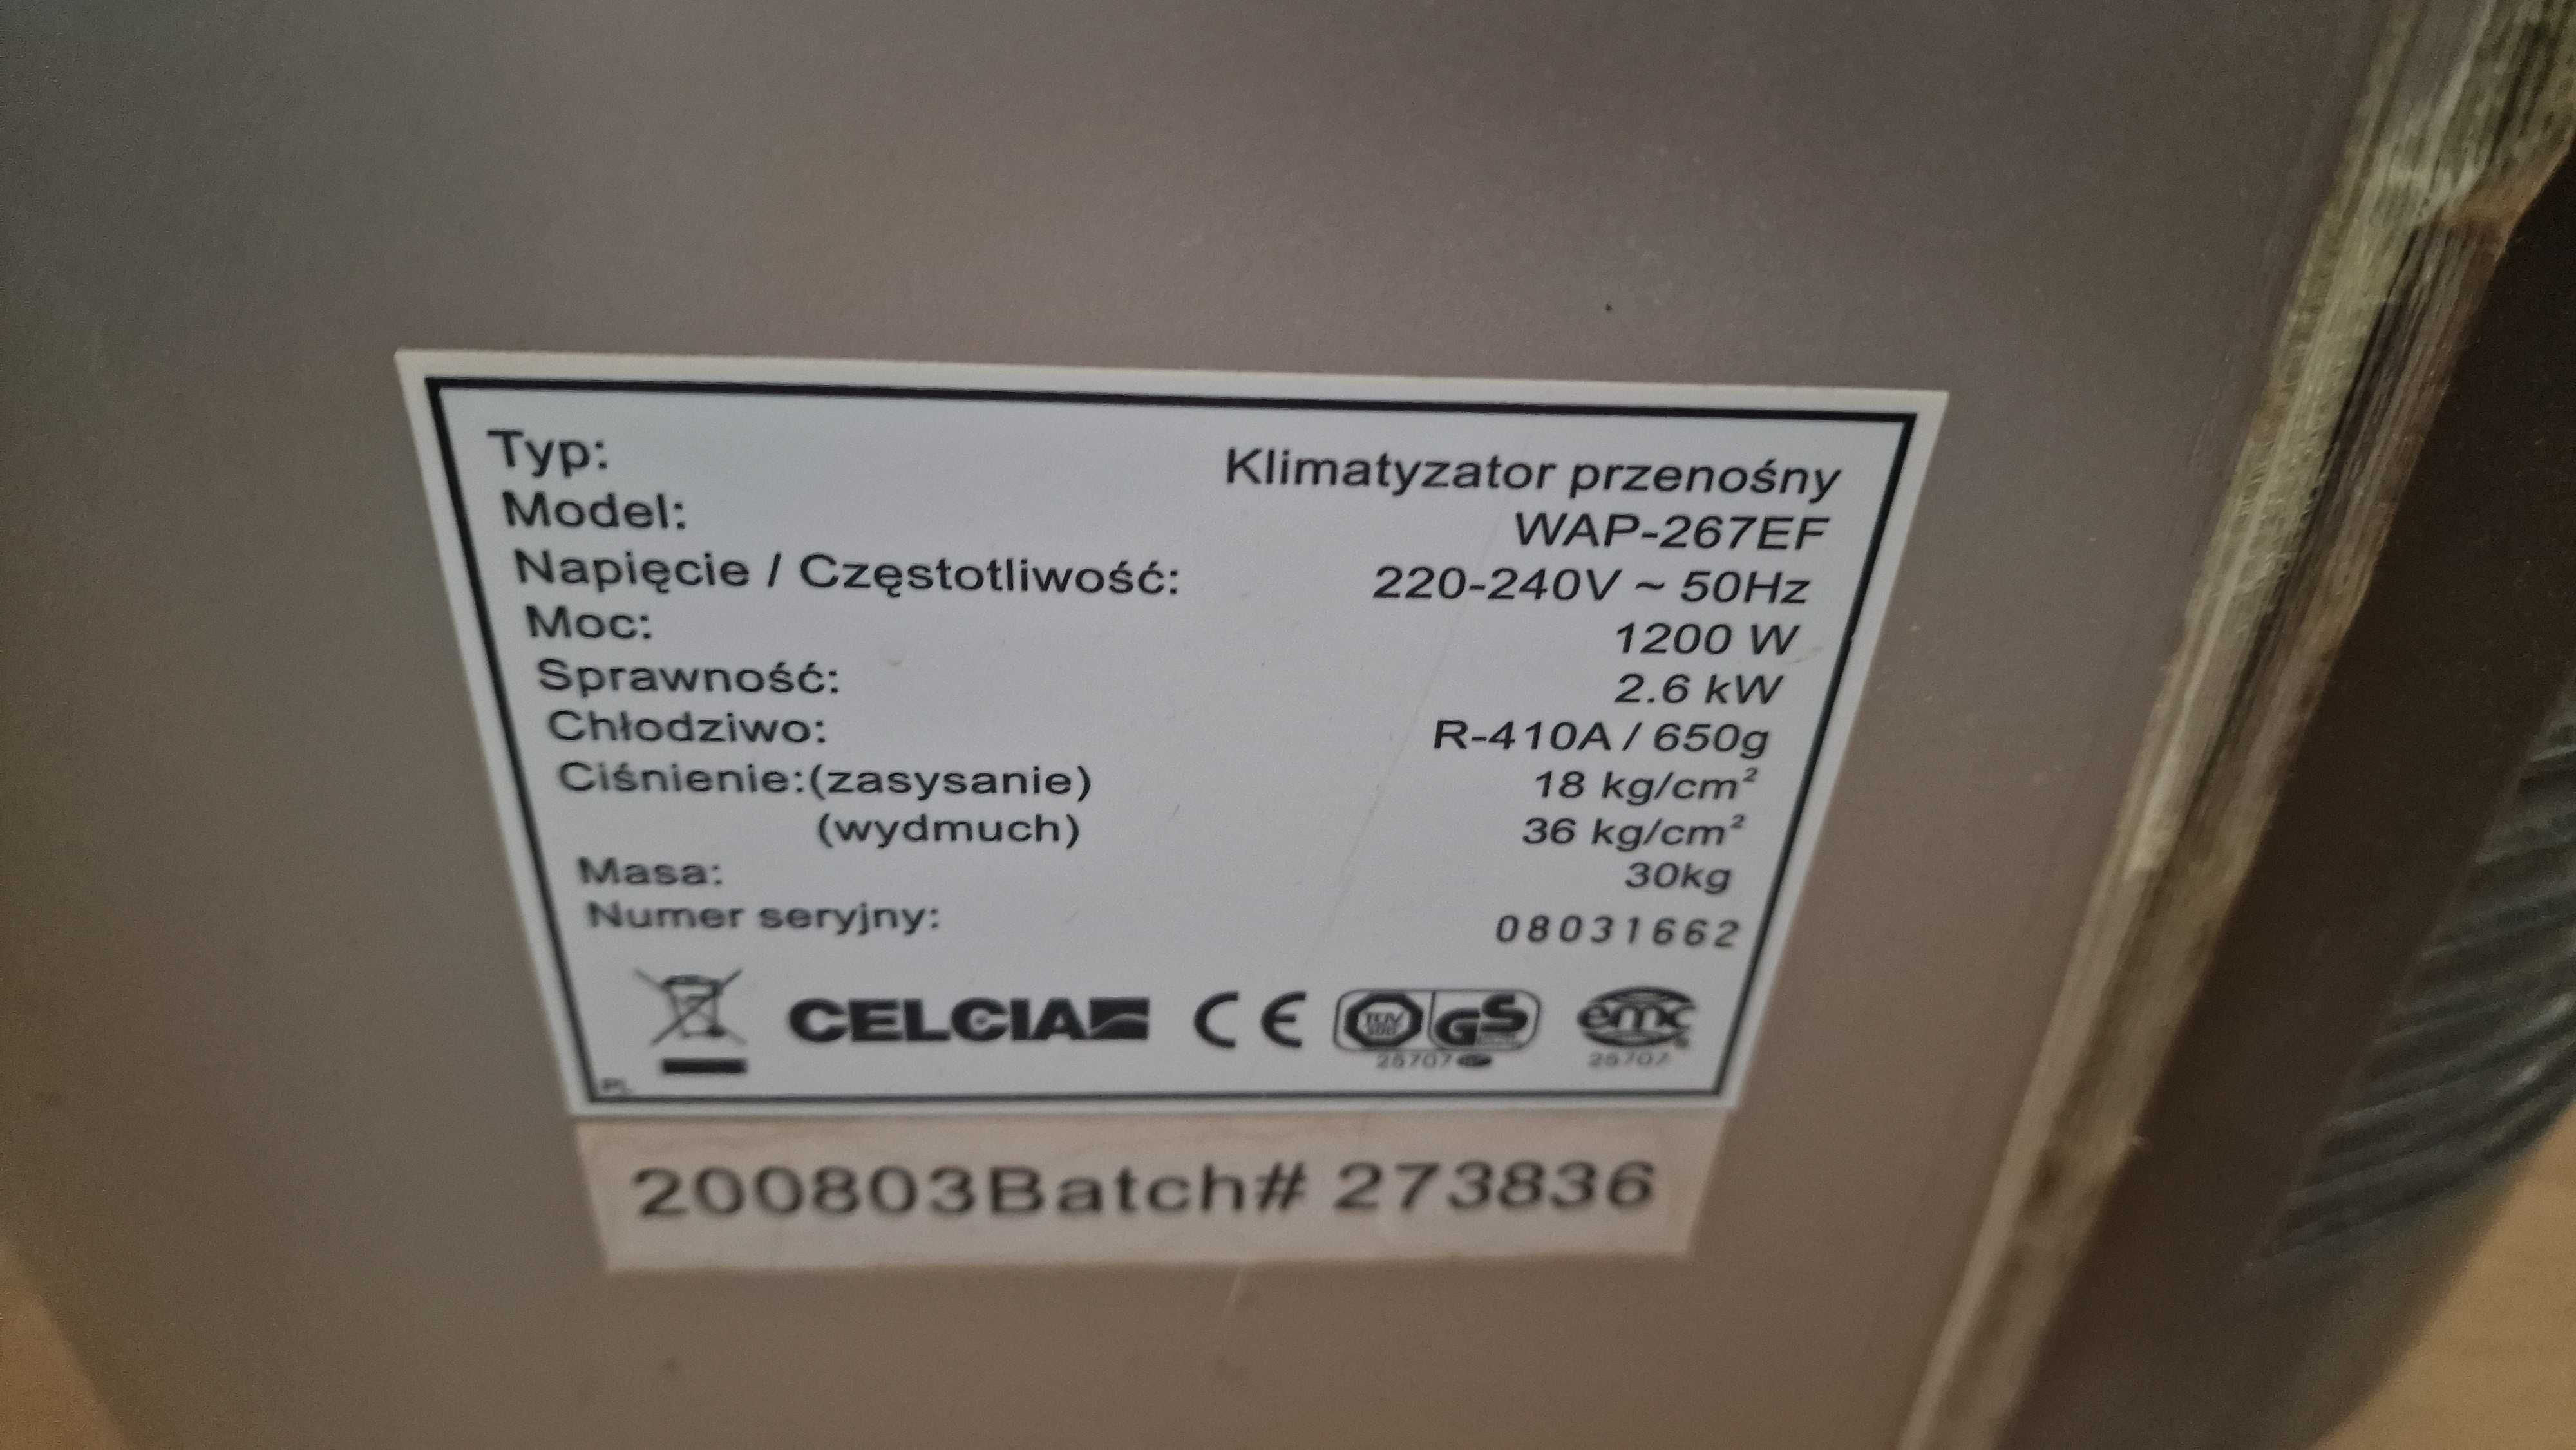 Typ: Klimatyzator przenośny
Model: WAP-267EF
Napięcie / Częstotliwość: 220-240V ~ 50Hz
Moc: 1200 W
Sprawność: 2.6 kW
Chłodziwo: R-410A / 650g
Ciśnienie:(zasysanie) 18 kg/cm²
(wydmuch) 36 kg/cm²
Masa: 30kg
Numer seryjny: 08031662
CELCIA CE TUV GS emc
25707 25707
PL
200803Batch# 273836